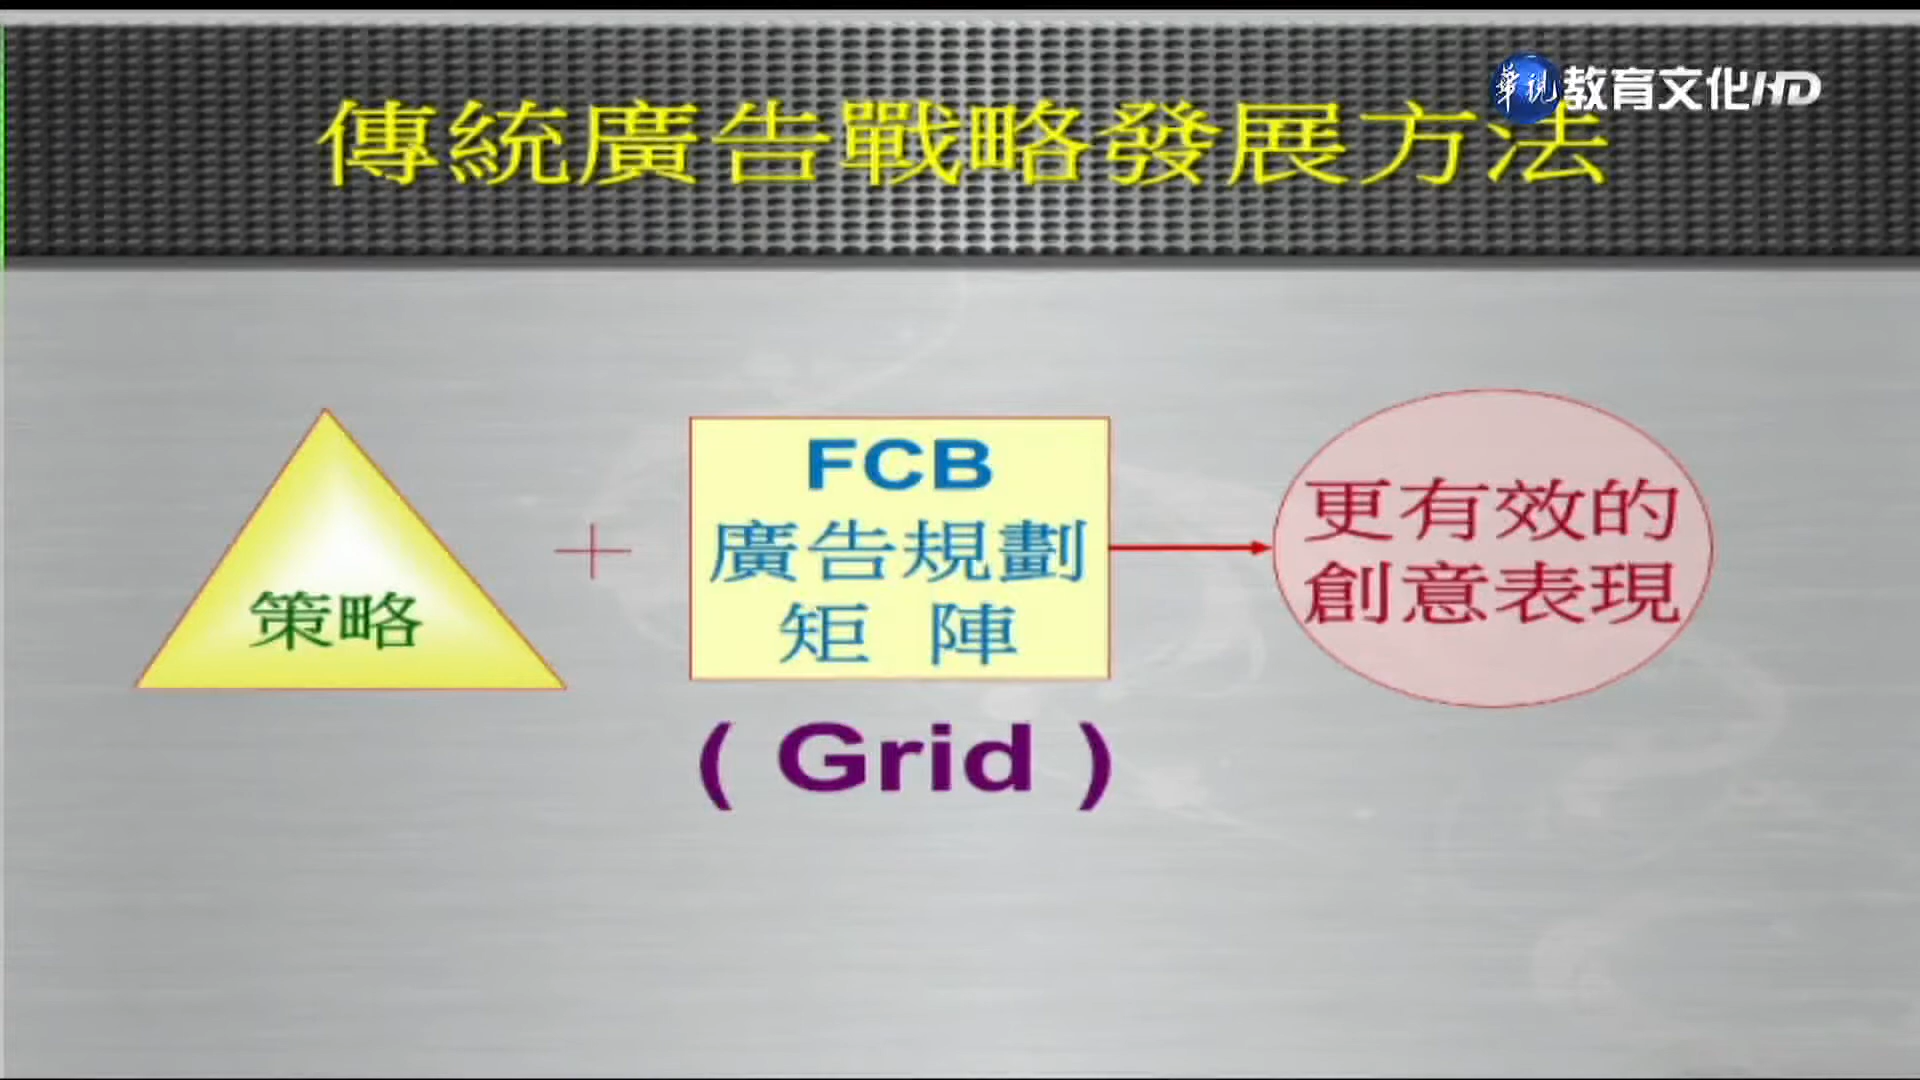 華視 教育文化HD
傳統廣告戰略發展方法
策略
FCB
廣告規劃
矩 陣
( Grid )
更有效的
創意表現